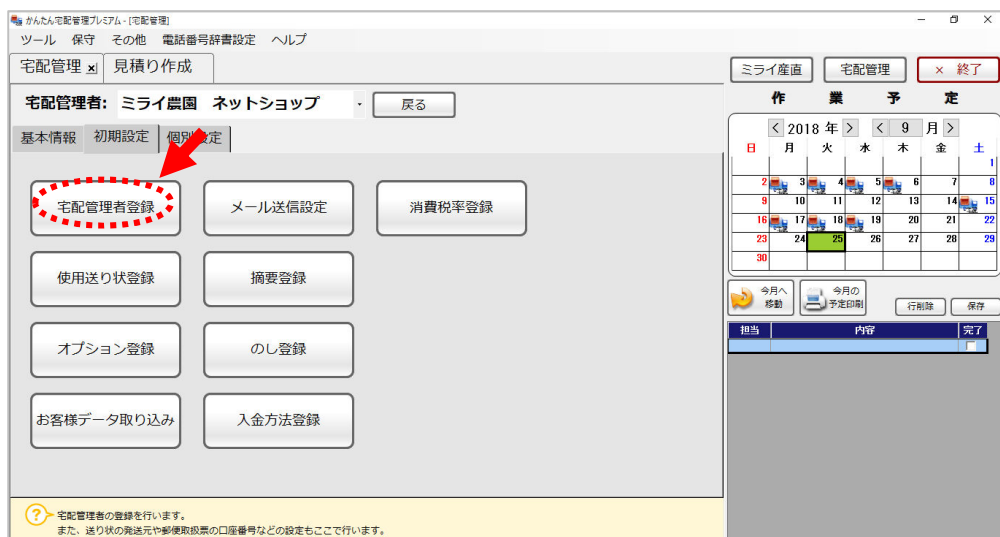 かんたん宅配管理プレミアム - [宅配管理]
ツール 保守 その他 電話番号辞書設定 ヘルプ
宅配管理 x 見積り作成
ミライ産直 宅配管理 × 終了
宅配管理者: ミライ農園 ネットショップ 戻る
作 業 予 定
基本情報 初期設定 個別設定
< 2018 年 > < 9 月 >
日 月 火 水 木 金 土
1
2 3 4 5 6 7 8
9 10 11 12 13 14 15
16 17 18 19 20 21 22
23 24 25 26 27 28 29
30
宅配管理者登録 メール送信設定 消費税率登録
使用送り状登録 摘要登録
オプション登録 のし登録
お客様データ取り込み 入金方法登録
今月へ
移動
今月の
予定印刷
行削除 保存
担当 内容 完了
? 宅配管理者の登録を行います。
また、送り状の発送元や郵便取扱票の口座番号などの設定もここで行います。